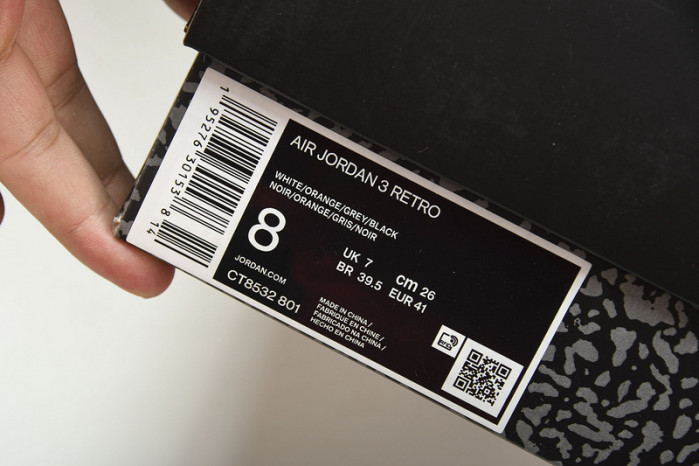 AIR JORDAN 3 RETRO
WHITE/ORANGE/GREY/BLACK
NOIR/ORANGE/GRIS/NOIR
8
UK 7 cm 26
BR 39.5 EUR 41
JORDAN.COM
CT8532 801
MADE IN CHINA /
FABRIQUE EN CHINE /
FABRICADO NA CHINA /
HECHO EN CHINA
1 95276 30153 8 14